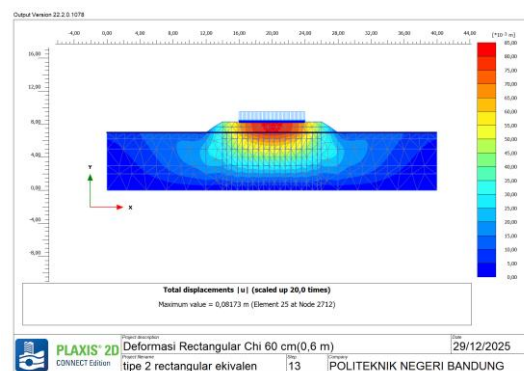 Output Version 22.2.0.1078
-4,00 0,00 4,00 8,00 12,00 16,00 20,00 24,00 28,00 32,00 36,00 40,00 44,00
[*10⁻³ m]
16,00
12,00
8,00
4,00
0,00
-4,00
-8,00
Y
X
85,00
80,00
75,00
70,00
65,00
60,00
55,00
50,00
45,00
40,00
35,00
30,00
25,00
20,00
15,00
10,00
5,00
0,00
Total displacements |u| (scaled up 20,0 times)
Maximum value = 0,08173 m (Element 25 at Node 2712)
PLAXIS® 2D
CONNECT Edition
Project description
Deformasi Rectangular Chi 60 cm(0,6 m)
Date
29/12/2025
Project filename
tipe 2 rectangular ekivalen
Step
13
Company
POLITEKNIK NEGERI BANDUNG